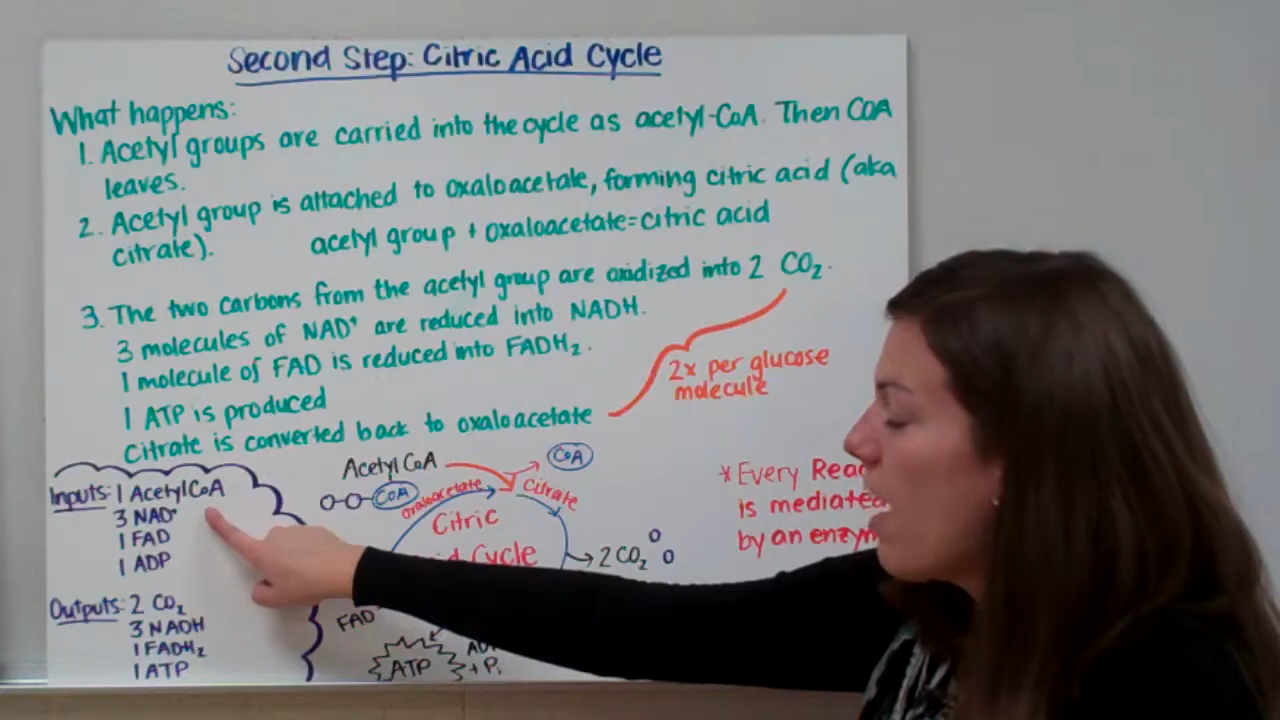 Second Step: Citric Acid Cycle
What happens:
1. Acetyl groups are carried into the cycle as acetyl-CoA. Then COA
leaves.
2. Acetyl group is attached to oxaloacetate, forming citric acid (aka
citrate). acetyl group + oxaloacetate=citric acid
3. The two carbons from the acetyl group are oxidized into 2 CO₂.
3 molecules of NAD⁺ are reduced into NADH.
1 molecule of FAD is reduced into FADH₂.
1 ATP is produced
Citrate is converted back to oxaloacetate
2x per glucose
molecule
Inputs: 1 Acetyl CoA
3 NAD⁺
1 FAD
1 ADP
Outputs: 2 CO₂
3 NADH
1 FADH₂
1 ATP
Acetyl CoA
CoA
COA
oxaloacetate
citrate
Citric
Cycle
2 CO₂
FAD
ATP
+ Pᵢ
* Every
is mediated
by an